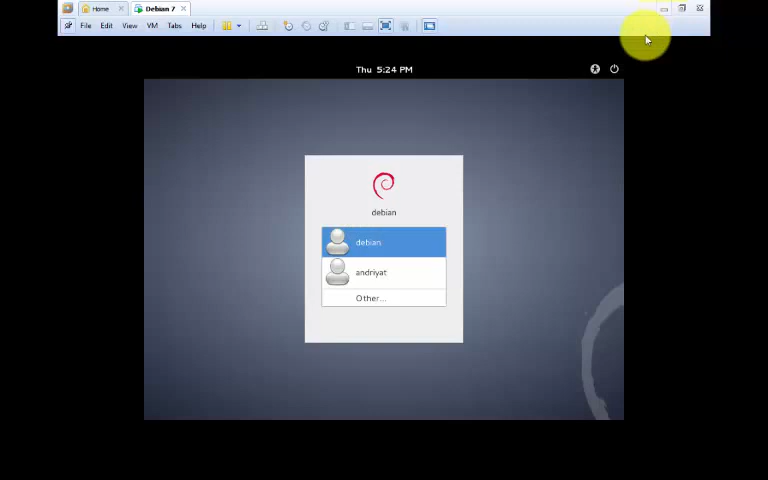 Home
Debian 7
File Edit View VM Tabs Help
Thu 5:24 PM
debian
debian
andriyat
Other...